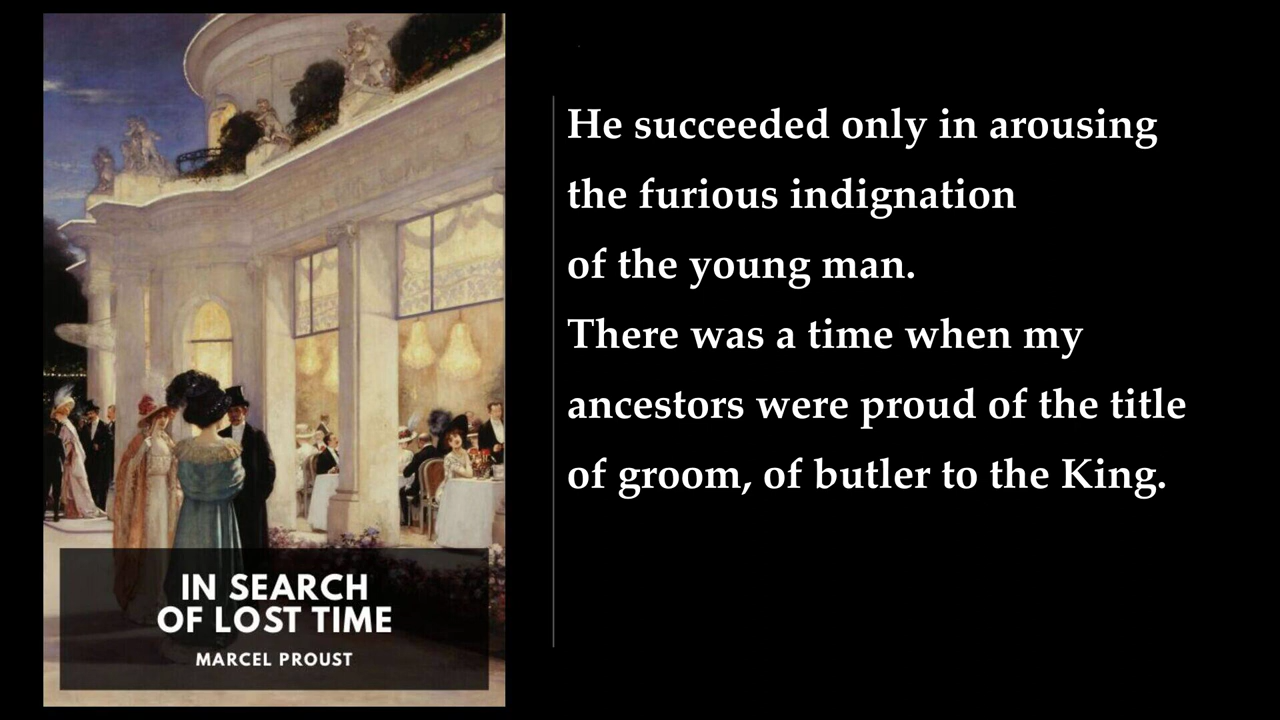 He succeeded only in arousing
the furious indignation
of the young man.
There was a time when my
ancestors were proud of the title
of groom, of butler to the King.
IN SEARCH
OF LOST TIME
MARCEL PROUST